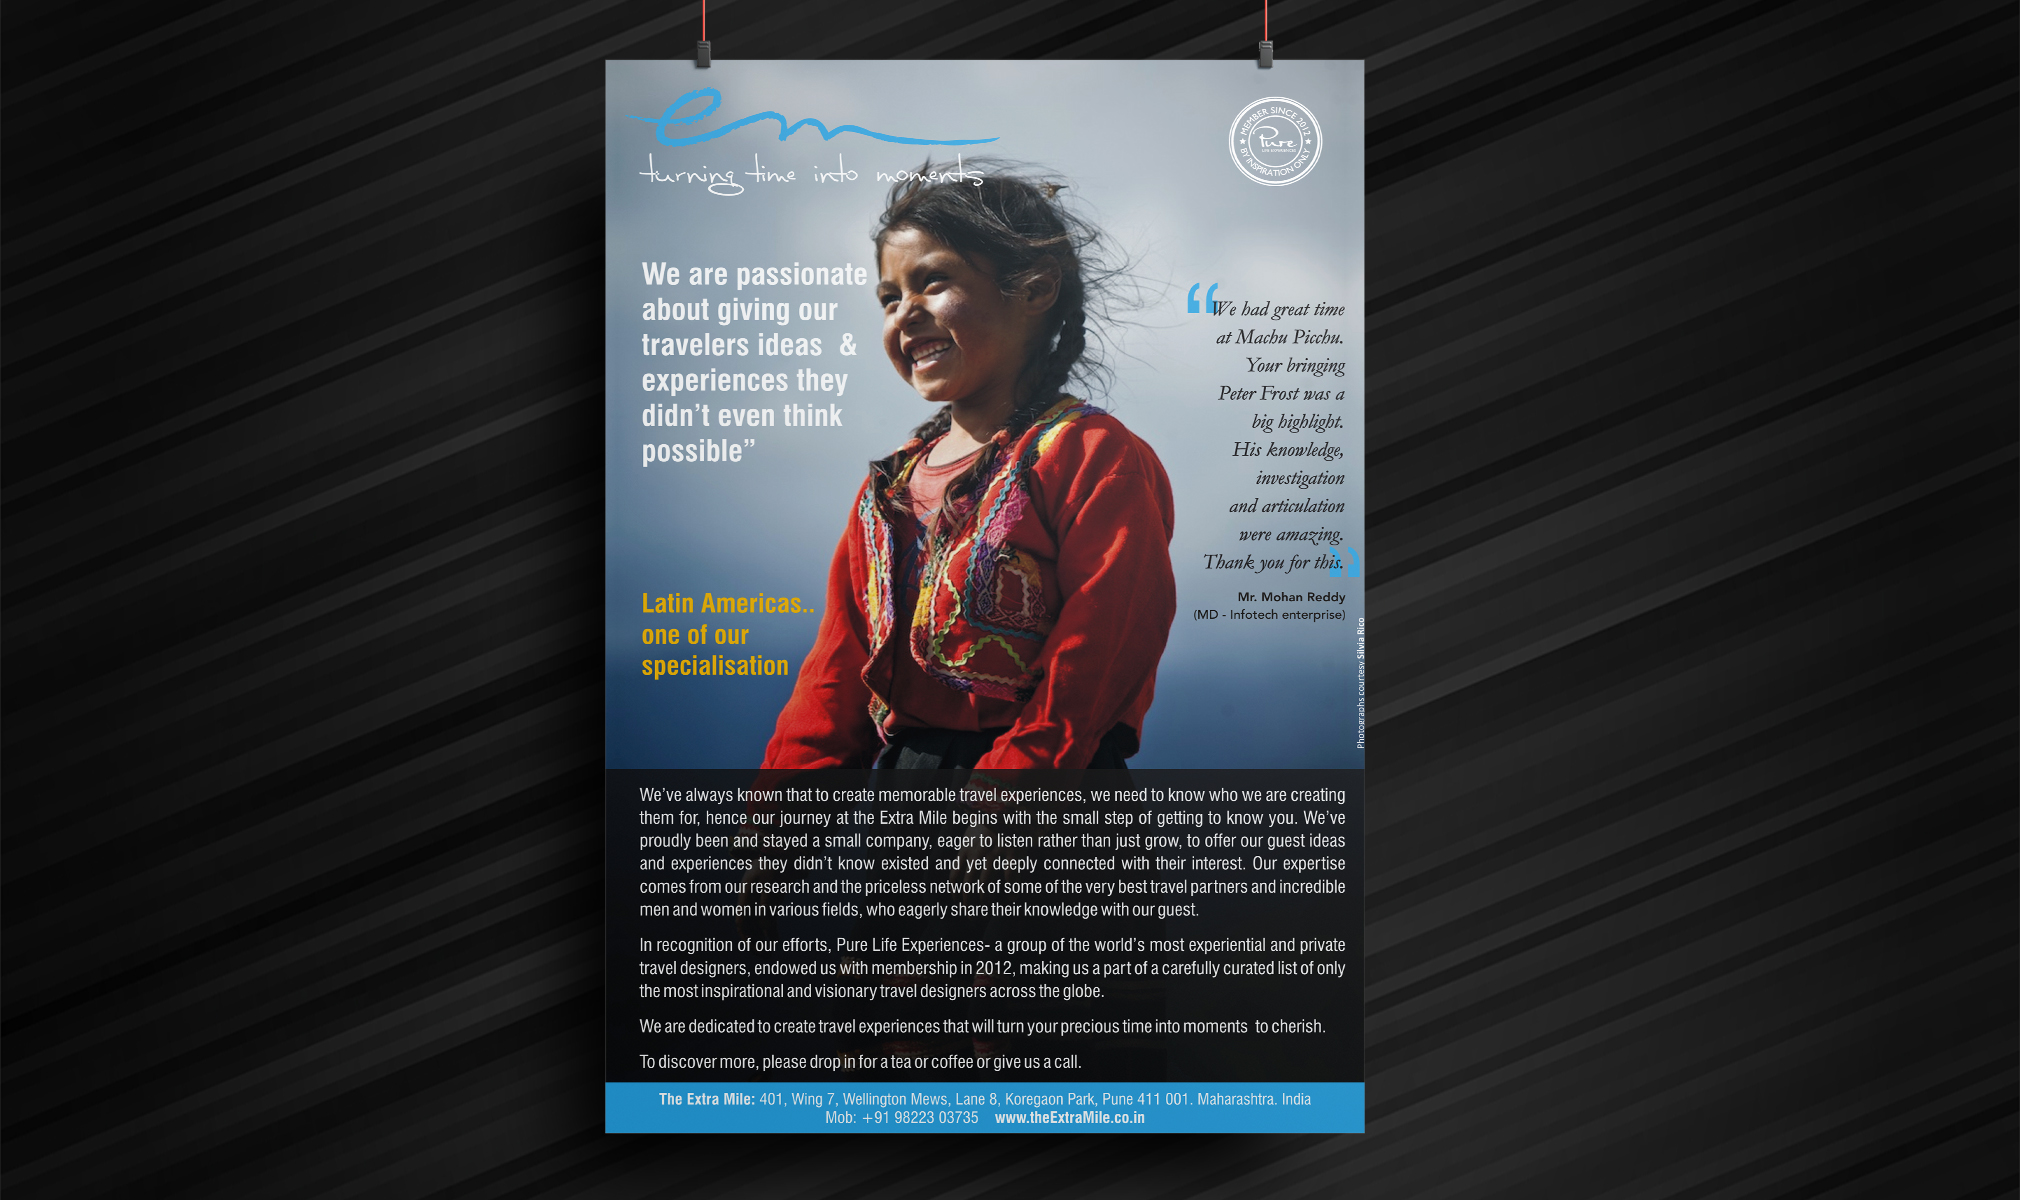 em
turning time into moments
MEMBER SINCE 2012
Pure
LIFE EXPERIENCES
BY INSPIRATION ONLY
We are passionate
about giving our
travelers ideas  &
experiences they
didn’t even think
possible”
“We had great time
at Machu Picchu.
Your bringing
Peter Frost was a
big highlight.
His knowledge,
investigation
and articulation
were amazing.
Thank you for this.”
Mr. Mohan Reddy
(MD - Infotech enterprise)
Latin Americas..
one of our
specialisation
Photographs courtesy Silvia Rico
We’ve always known that to create memorable travel experiences, we need to know who we are creating
them for, hence our journey at the Extra Mile begins with the small step of getting to know you. We’ve
proudly been and stayed a small company, eager to listen rather than just grow, to offer our guest ideas
and experiences they didn’t know existed and yet deeply connected with their interest. Our expertise
comes from our research and the priceless network of some of the very best travel partners and incredible
men and women in various fields, who eagerly share their knowledge with our guest.
In recognition of our efforts, Pure Life Experiences- a group of the world’s most experiential and private
travel designers, endowed us with membership in 2012, making us a part of a carefully curated list of only
the most inspirational and visionary travel designers across the globe.
We are dedicated to create travel experiences that will turn your precious time into moments  to cherish.
To discover more, please drop in for a tea or coffee or give us a call.
The Extra Mile: 401, Wing 7, Wellington Mews, Lane 8, Koregaon Park, Pune 411 001. Maharashtra. India
Mob: +91 98223 03735    www.theExtraMile.co.in